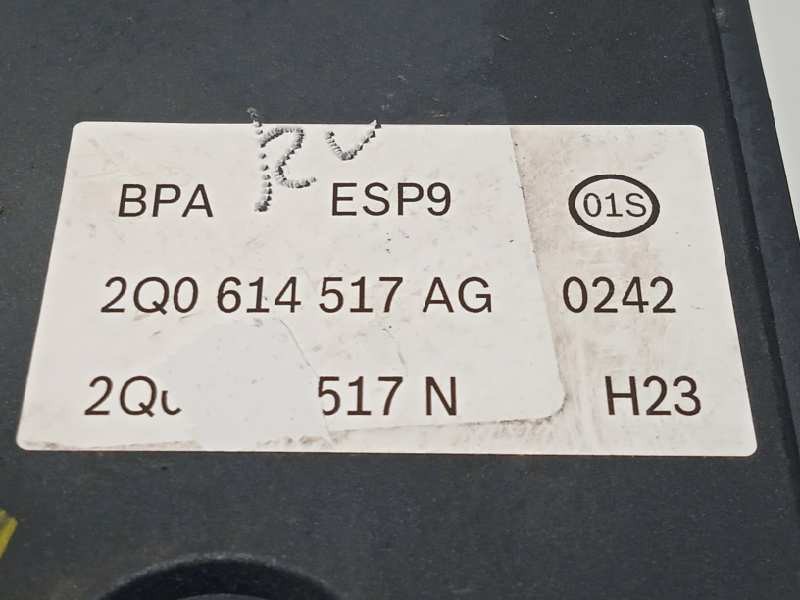 RV
BPA ESP9 01S
2Q0 614 517 AG 0242
517 N H23